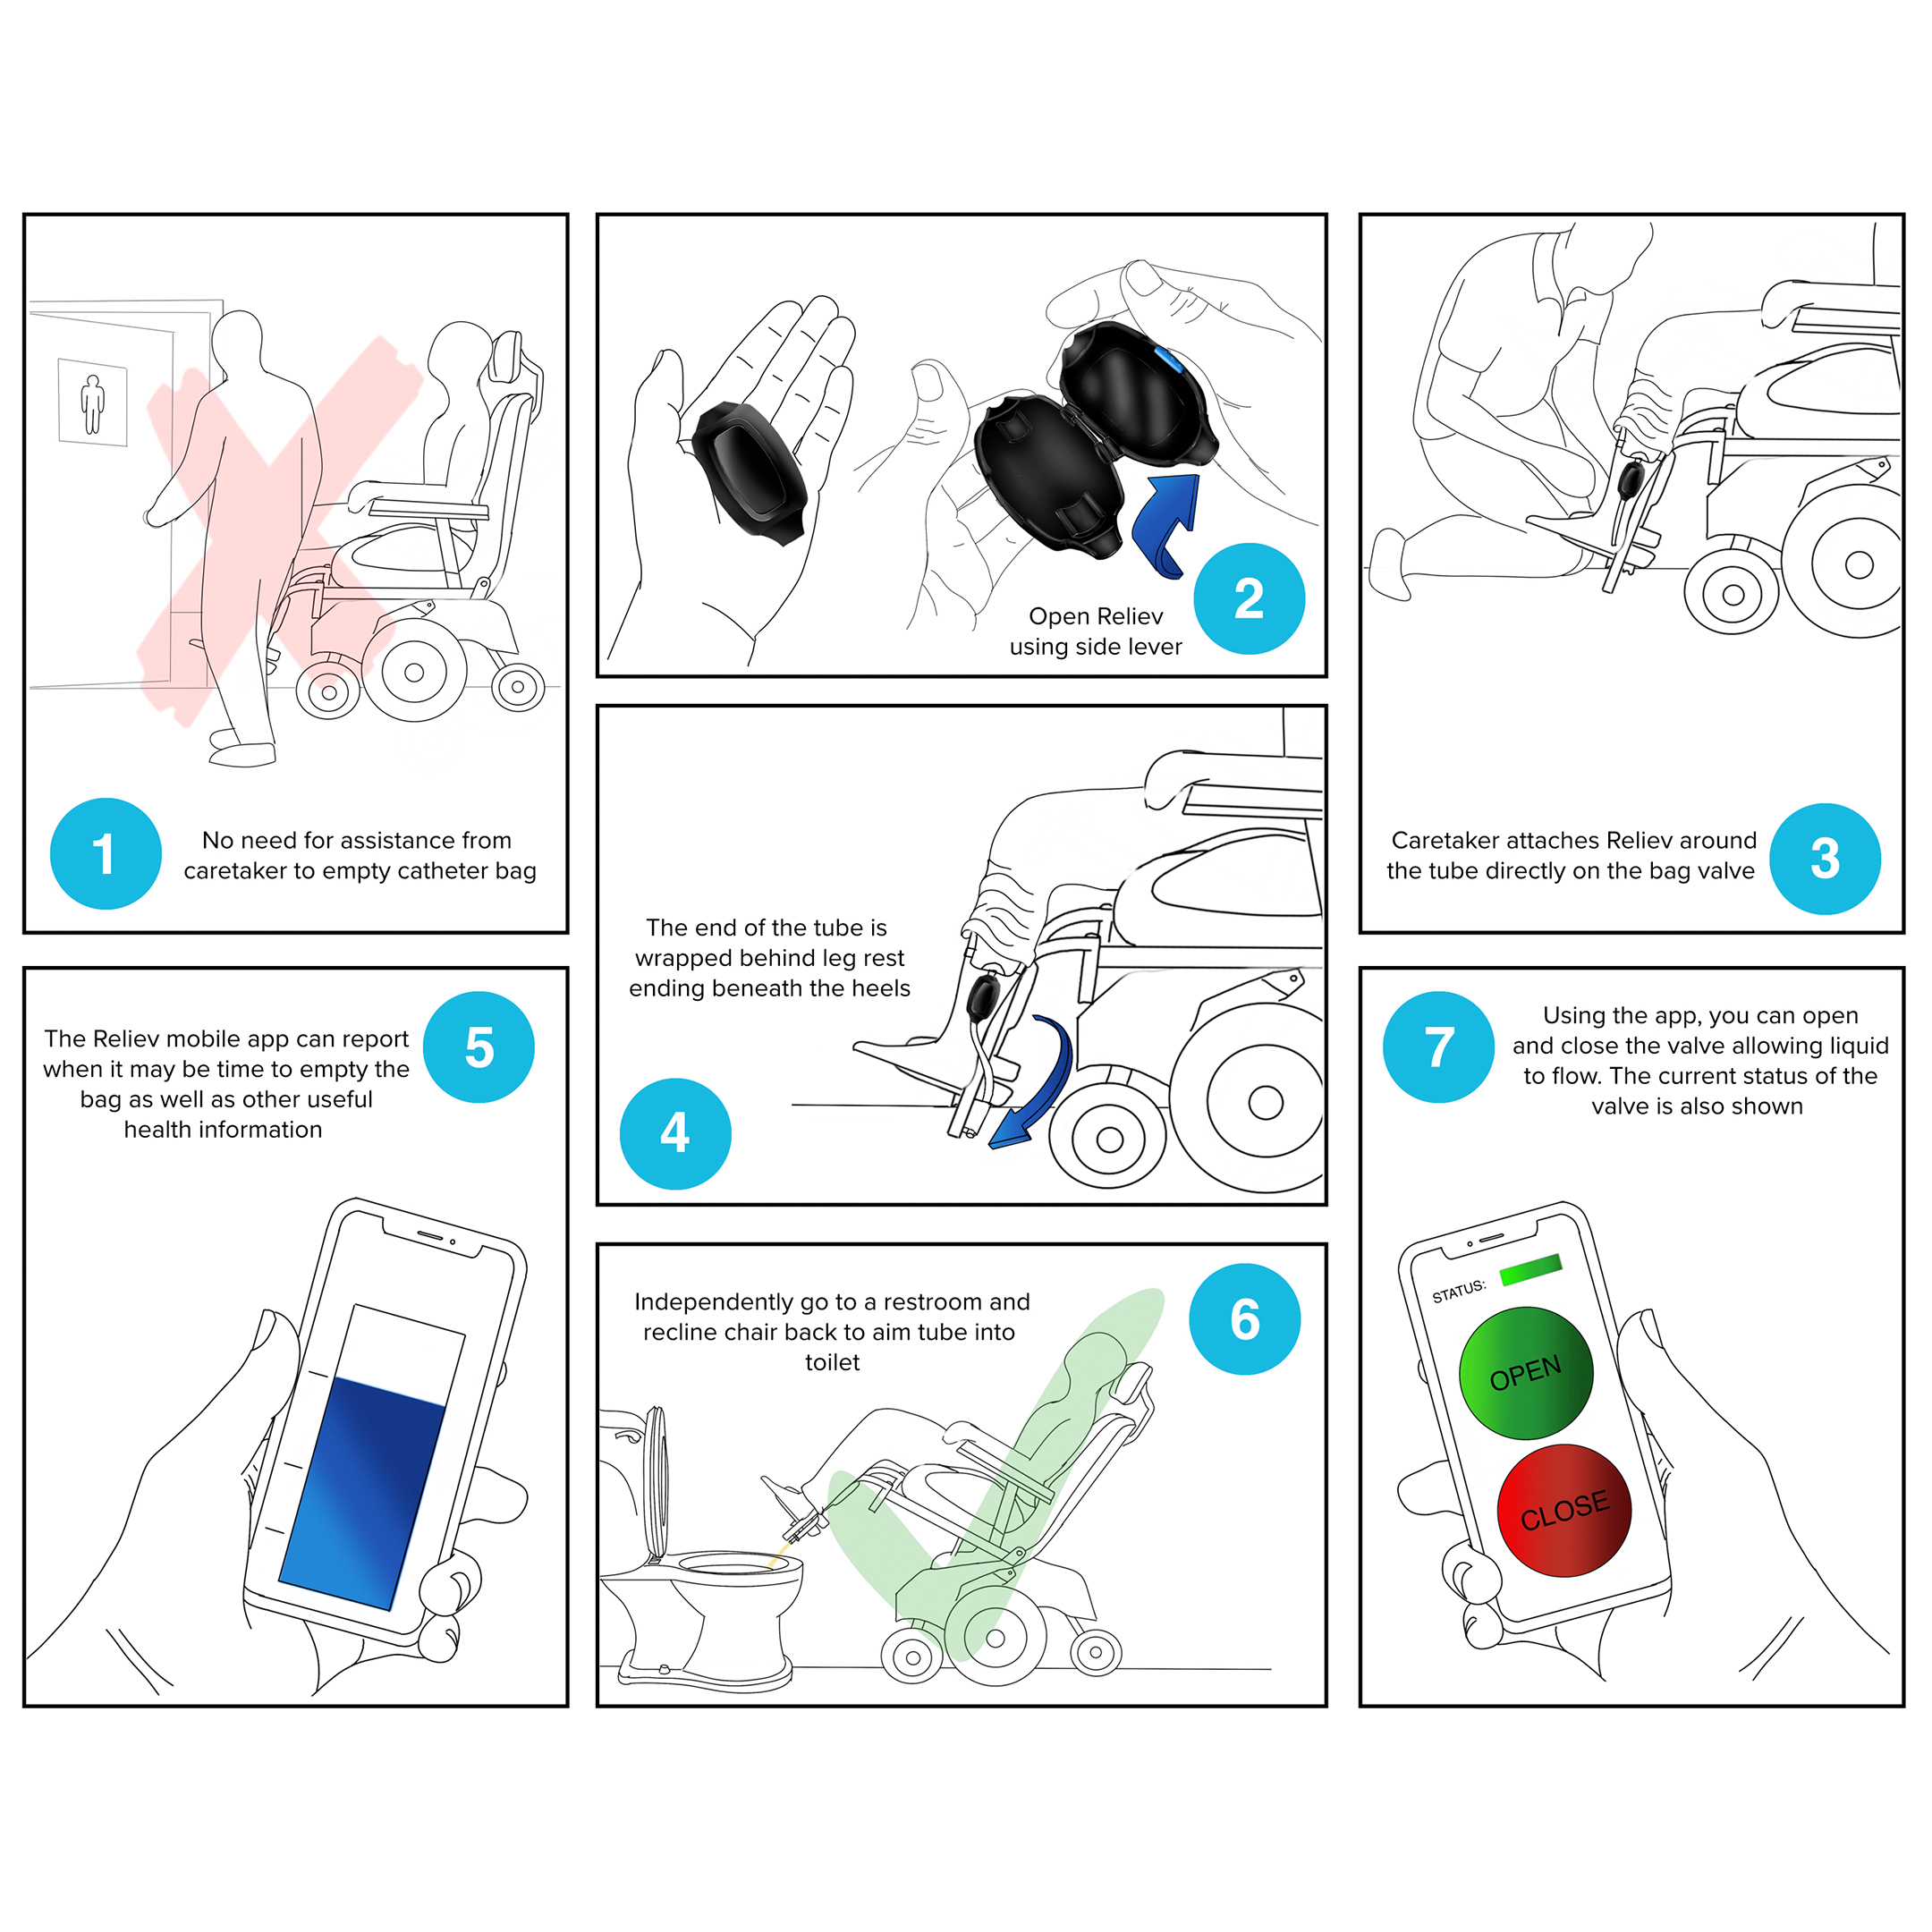 1
No need for assistance from
caretaker to empty catheter bag
2
Open Reliev
using side lever
3
Caretaker attaches Reliev around
the tube directly on the bag valve
4
The end of the tube is
wrapped behind leg rest
ending beneath the heels
5
The Reliev mobile app can report
when it may be time to empty the
bag as well as other useful
health information
6
Independently go to a restroom and
recline chair back to aim tube into
toilet
7
Using the app, you can open
and close the valve allowing liquid
to flow. The current status of the
valve is also shown
STATUS:
OPEN
CLOSE